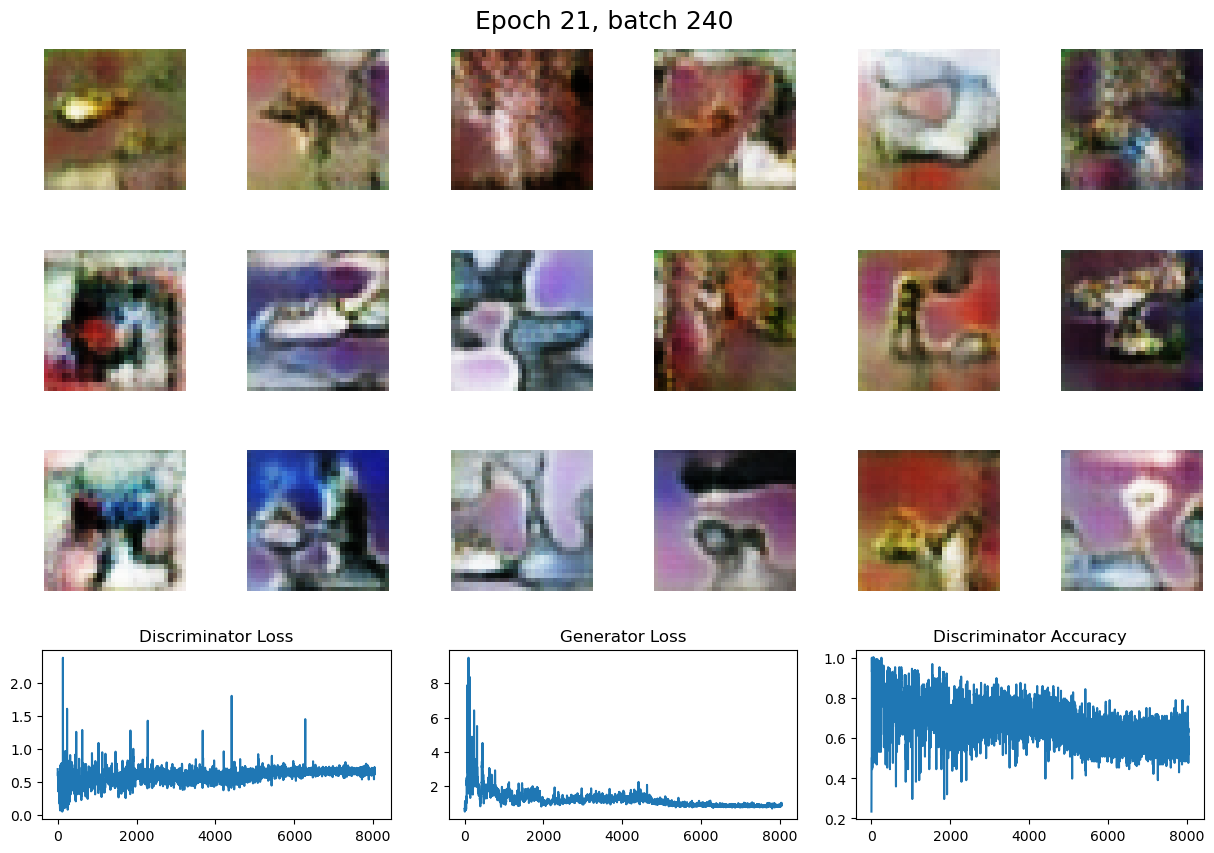 Epoch 21, batch 240
Discriminator Loss
Generator Loss
Discriminator Accuracy
2.0
1.5
1.0
0.5
0.0
0 2000 4000 6000 8000
8
6
4
2
0 2000 4000 6000 8000
1.0
0.8
0.6
0.4
0.2
0 2000 4000 6000 8000